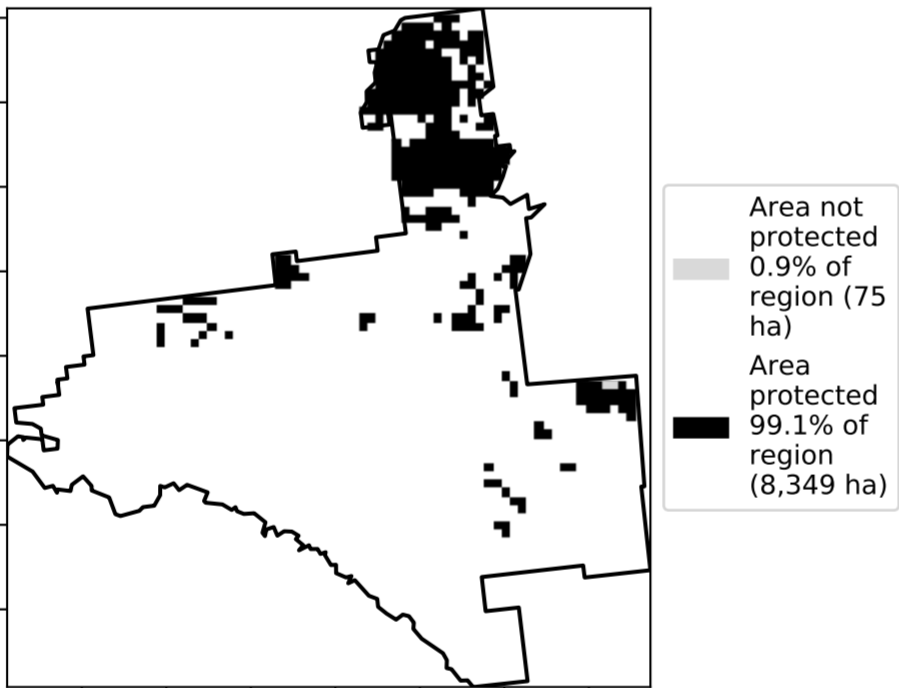 Area not
protected
0.9% of
region (75
ha)
Area
protected
99.1% of
region
(8,349 ha)